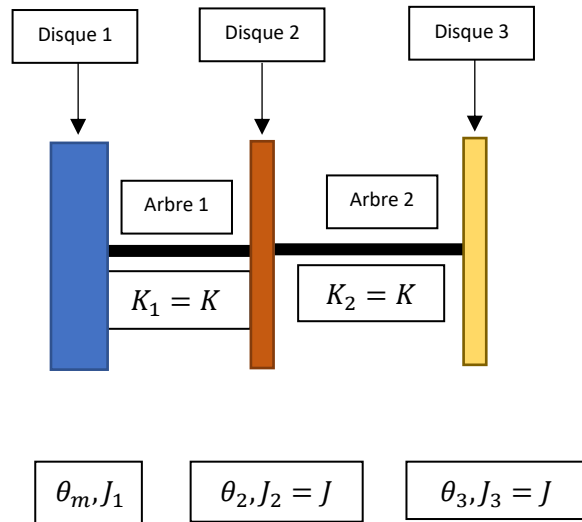 Disque 1
Disque 2
Disque 3
Arbre 1
Arbre 2
K₁ = K
K₂ = K
θₘ, J₁
θ₂, J₂ = J
θ₃, J₃ = J